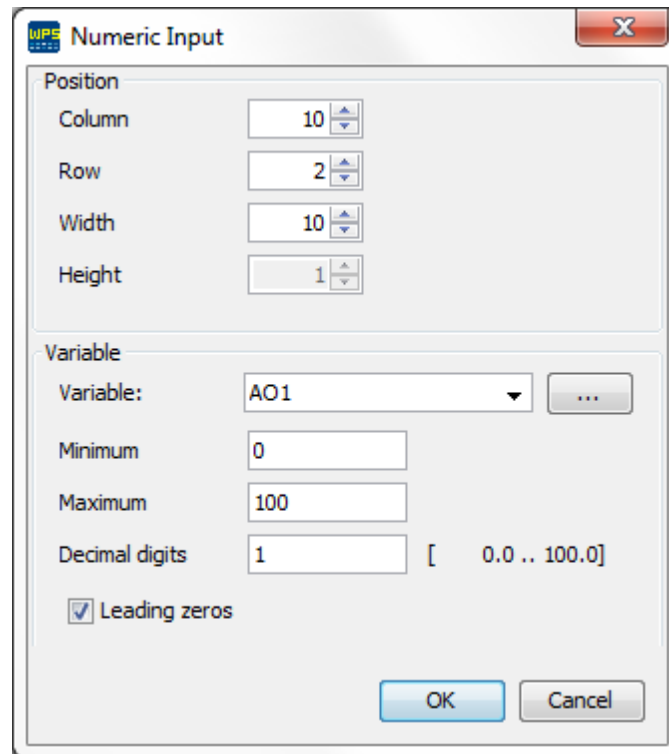 WPS Numeric Input
Position
Column 10
Row 2
Width 10
Height 1
Variable
Variable: AO1 ...
Minimum 0
Maximum 100
Decimal digits 1 [ 0.0 .. 100.0]
Leading zeros
OK Cancel